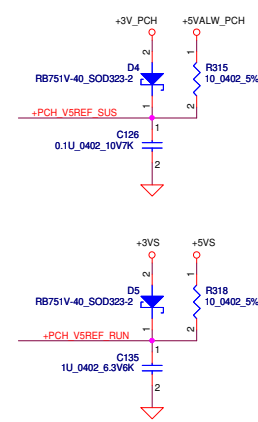 +3V_PCH
+5VALW_PCH
2
1
D4
RB751V-40_SOD323-2
R315
10_0402_5%
1
2
+PCH_V5REF_SUS
1
C126
0.1U_0402_10V7K
2
+3VS
+5VS
2
1
D5
RB751V-40_SOD323-2
R318
10_0402_5%
1
2
+PCH_V5REF_RUN
1
C135
1U_0402_6.3V6K
2